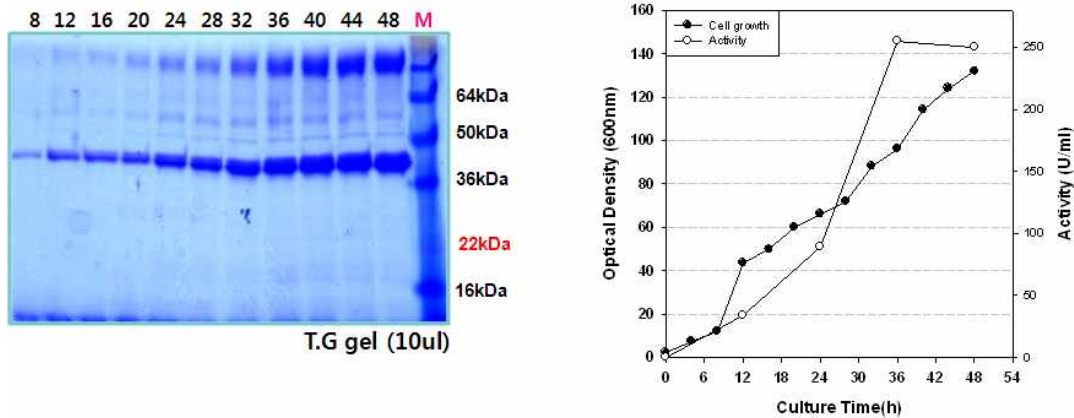 8 12 16 20 24 28 32 36 40 44 48 M
64kDa
50kDa
36kDa
22kDa
16kDa
T.G gel (10ul)
Cell growth
Activity
Optical Density (600nm)
160
140
120
100
80
60
40
20
0
250
200
150
100
50
0
Activity (U/ml)
0 6 12 18 24 30 36 42 48 54
Culture Time(h)